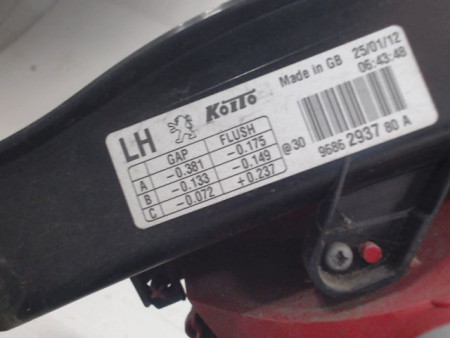 LH KOITO Made in GB 25/01/12
06:43:48
GAP FLUSH
A -0.381 -0.175
B -0.133 -0.149
C -0.072 +0.237
@30 9686 2937 80 A